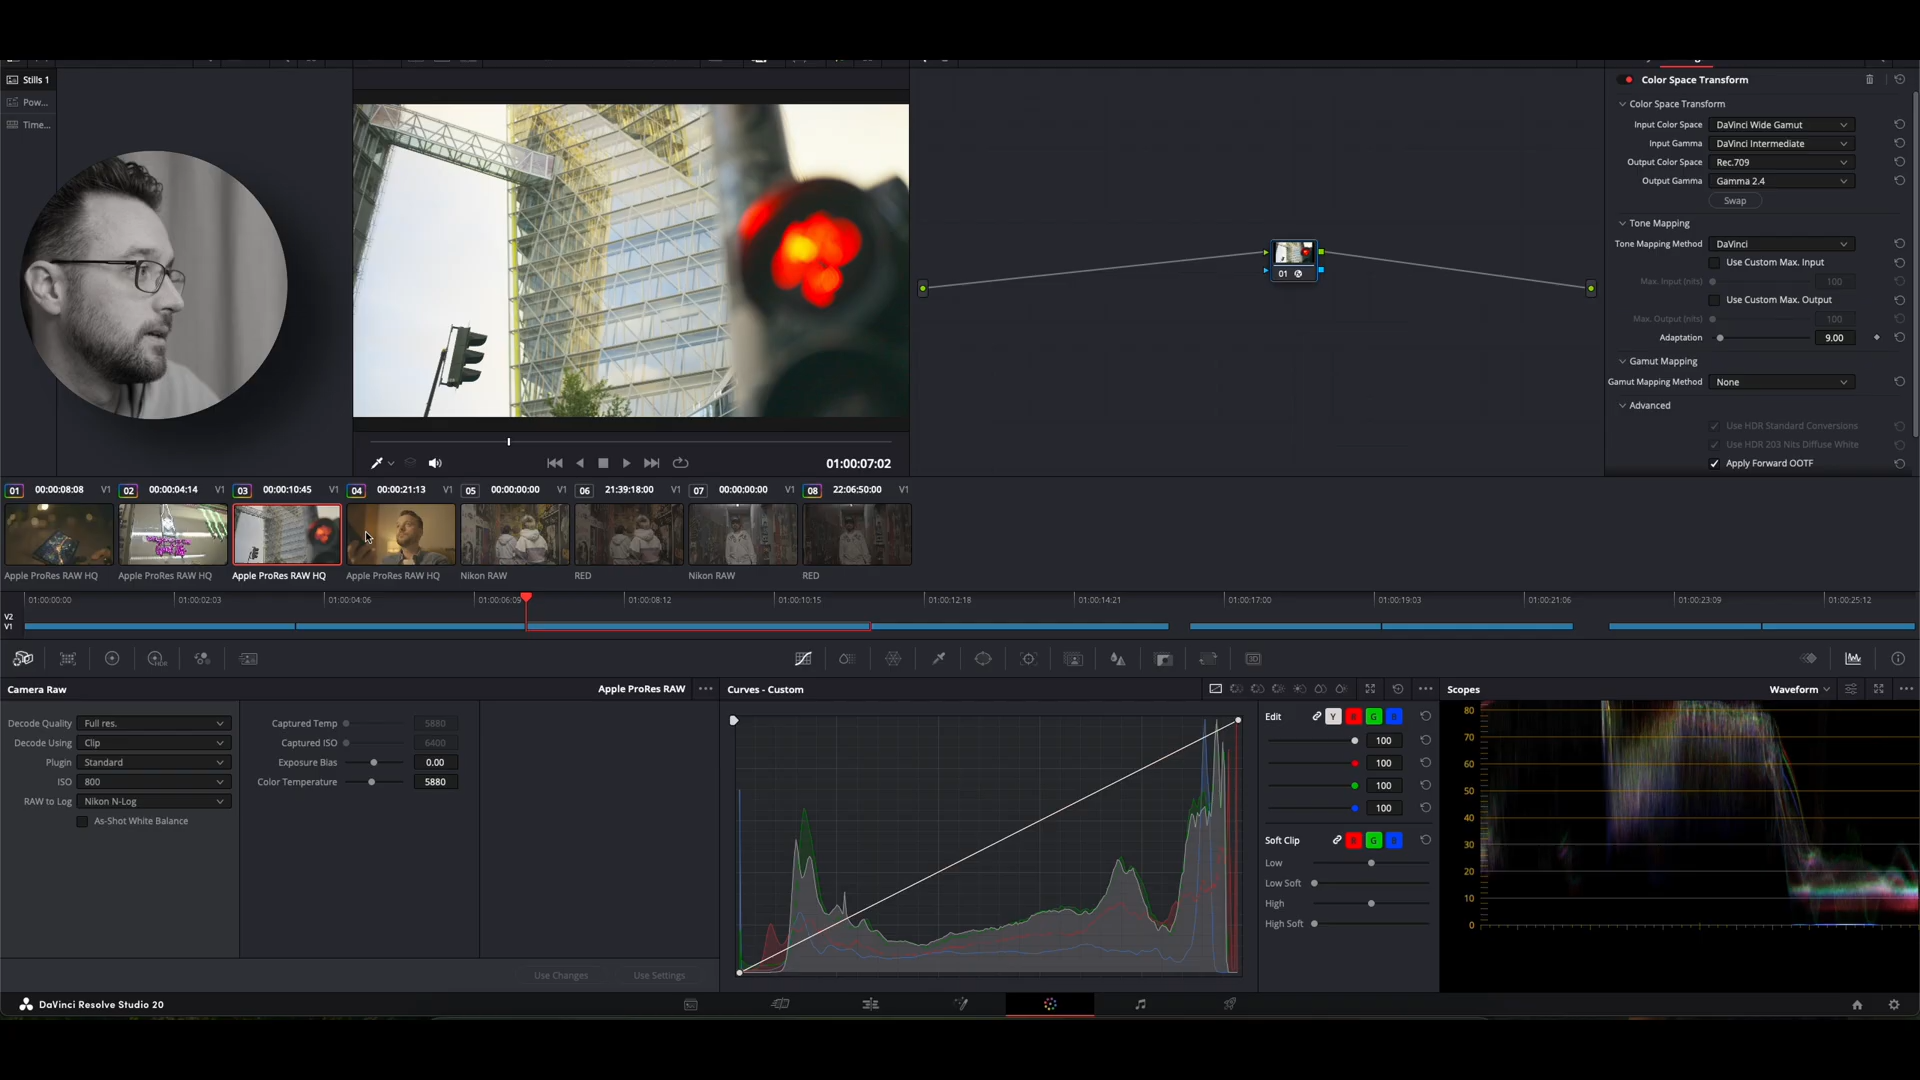 Stills 1
Pow...
Time...
01:00:07:02
Color Space Transform
Color Space Transform
Input Color Space DaVinci Wide Gamut
Input Gamma DaVinci Intermediate
Output Color Space Rec.709
Output Gamma Gamma 2.4
Swap
Tone Mapping
Tone Mapping Method DaVinci
Use Custom Max. Input
Max. Input (nits) 100
Use Custom Max. Output
Max. Output (nits) 100
Adaptation 9.00
Gamut Mapping
Gamut Mapping Method None
Advanced
Use HDR Standard Conversions
Use HDR 203 Nits Diffuse White
Apply Forward OOTF
01
01 00:00:08:08 V1 02 00:00:04:14 V1 03 00:00:10:45 V1 04 00:00:21:13 V1 05 00:00:00:00 V1 06 21:39:18:00 V1 07 00:00:00:00 V1 08 22:06:50:00 V1
Apple ProRes RAW HQ Apple ProRes RAW HQ Apple ProRes RAW HQ Apple ProRes RAW HQ Nikon RAW RED Nikon RAW RED
01:00:00:00 01:00:02:03 01:00:04:06 01:00:06:09 01:00:08:12 01:00:10:15 01:00:12:18 01:00:14:21 01:00:17:00 01:00:19:03 01:00:21:06 01:00:23:09 01:00:25:12
V2
V1
HDR
3D
Camera Raw Apple ProRes RAW
Decode Quality Full res.
Decode Using Clip
Plugin Standard
ISO 800
RAW to Log Nikon N-Log
As-Shot White Balance
Captured Temp 5880
Captured ISO 6400
Exposure Bias 0.00
Color Temperature 5880
Use Changes Use Settings
Curves - Custom
Edit Y R G B
100
100
100
100
Soft Clip R G B
Low
Low Soft
High
High Soft
Scopes Waveform
80
70
60
50
40
30
20
10
0
DaVinci Resolve Studio 20